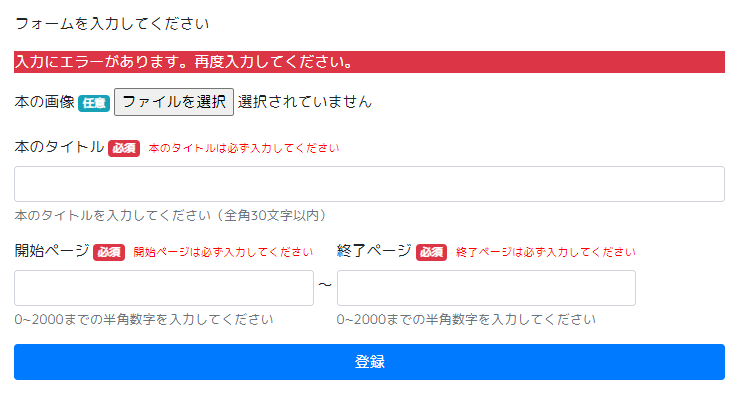 フォームを入力してください
入力にエラーがあります。再度入力してください。
本の画像 任意 ファイルを選択 選択されていません
本のタイトル 必須 本のタイトルは必ず入力してください
本のタイトルを入力してください（全角30文字以内）
開始ページ 必須 開始ページは必ず入力してください 終了ページ 必須 終了ページは必ず入力してください
～
0~2000までの半角数字を入力してください 0~2000までの半角数字を入力してください
登録